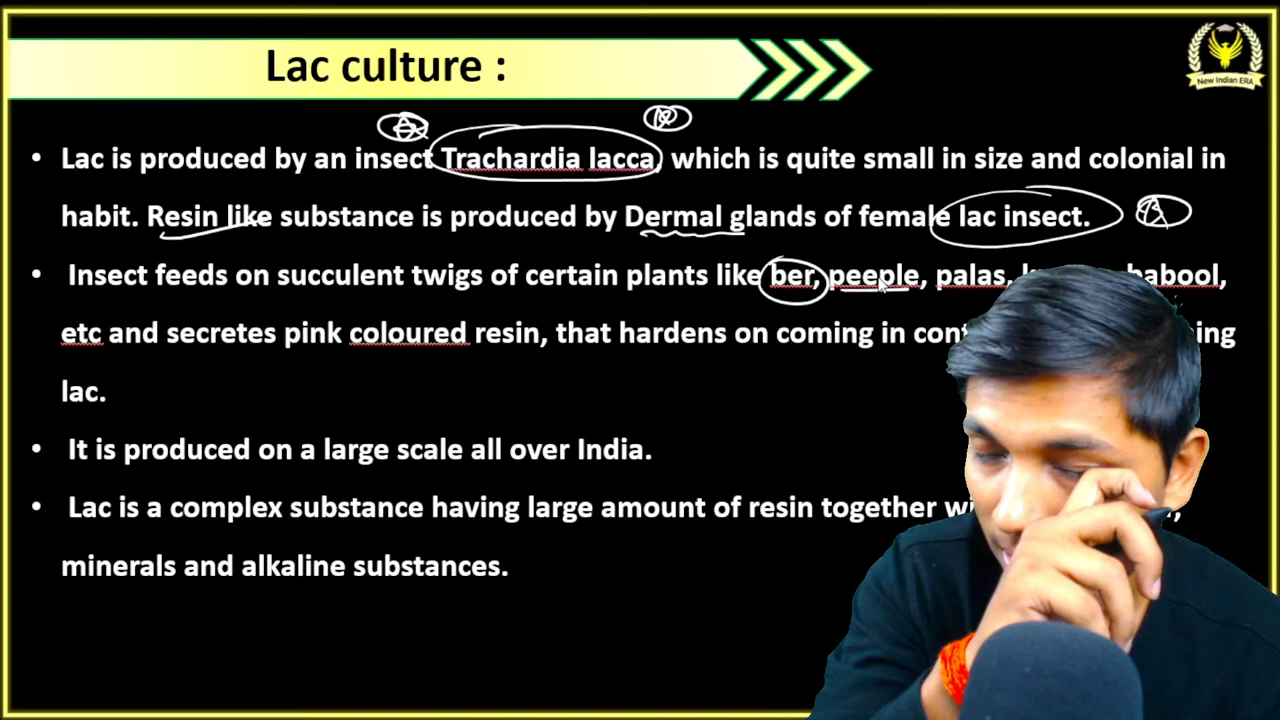 Lac culture :
New Indian ERA
• Lac is produced by an insect Trachardia lacca, which is quite small in size and colonial in
habit. Resin like substance is produced by Dermal glands of female lac insect.
• Insect feeds on succulent twigs of certain plants like ber, peeple, palas, babool,
etc and secretes pink coloured resin, that hardens on coming in
lac.
• It is produced on a large scale all over India.
• Lac is a complex substance having large amount of resin together
minerals and alkaline substances.